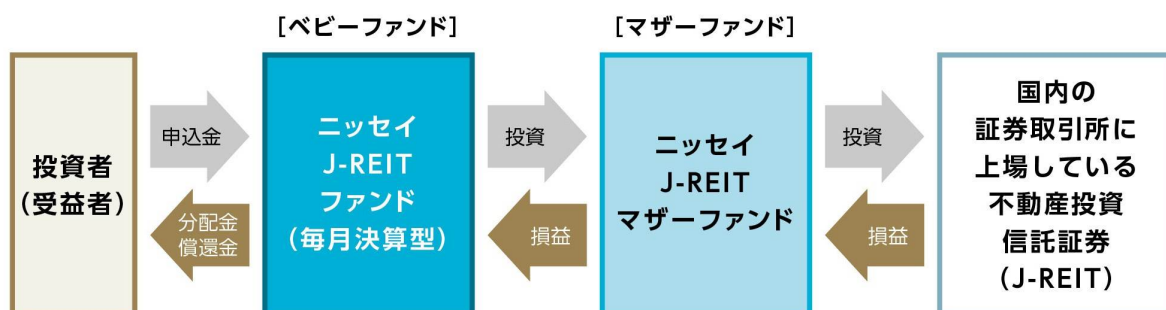 [ベビーファンド]
[マザーファンド]
投資者
(受益者)
申込金
分配金
償還金
ニッセイ
J-REIT
ファンド
(毎月決算型)
投資
損益
ニッセイ
J-REIT
マザーファンド
投資
損益
国内の
証券取引所に
上場している
不動産投資
信託証券
(J-REIT)